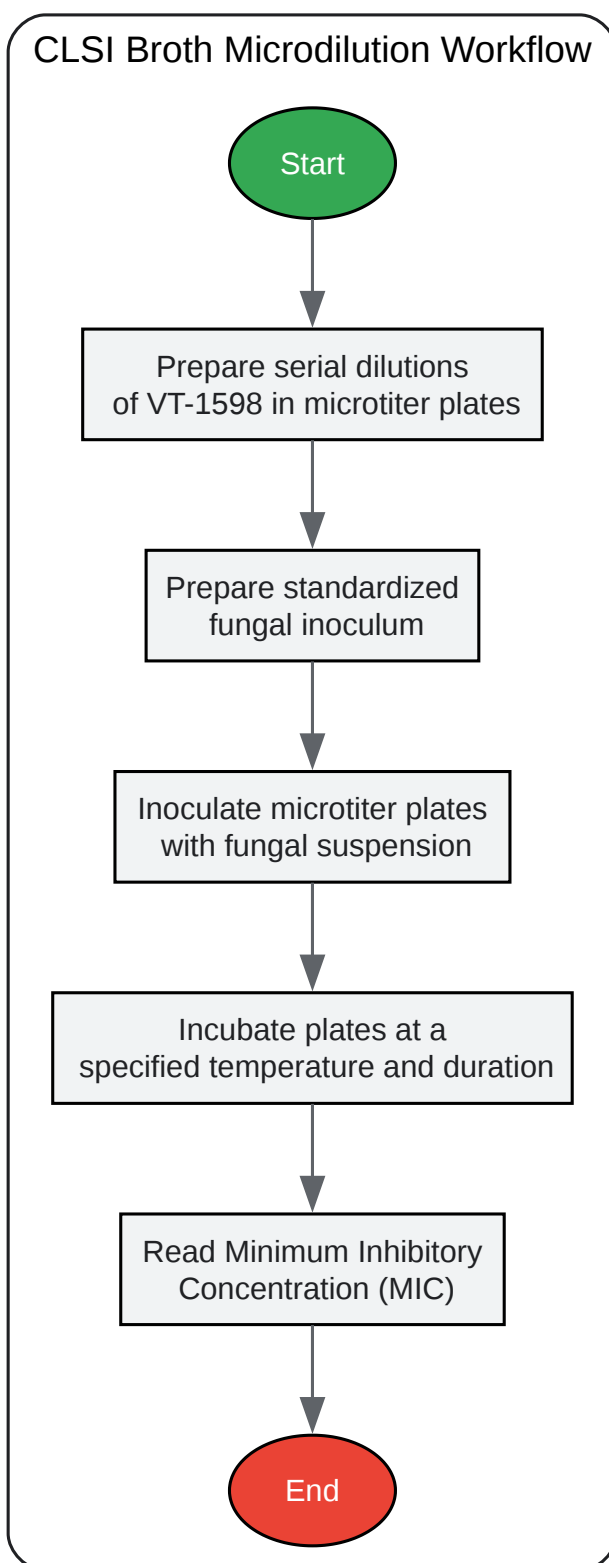 CLSI Broth Microdilution Workflow
Start
Prepare serial dilutions
of VT-1598 in microtiter plates
Prepare standardized
fungal inoculum
Inoculate microtiter plates
with fungal suspension
Incubate plates at a
specified temperature and duration
Read Minimum Inhibitory
Concentration (MIC)
End